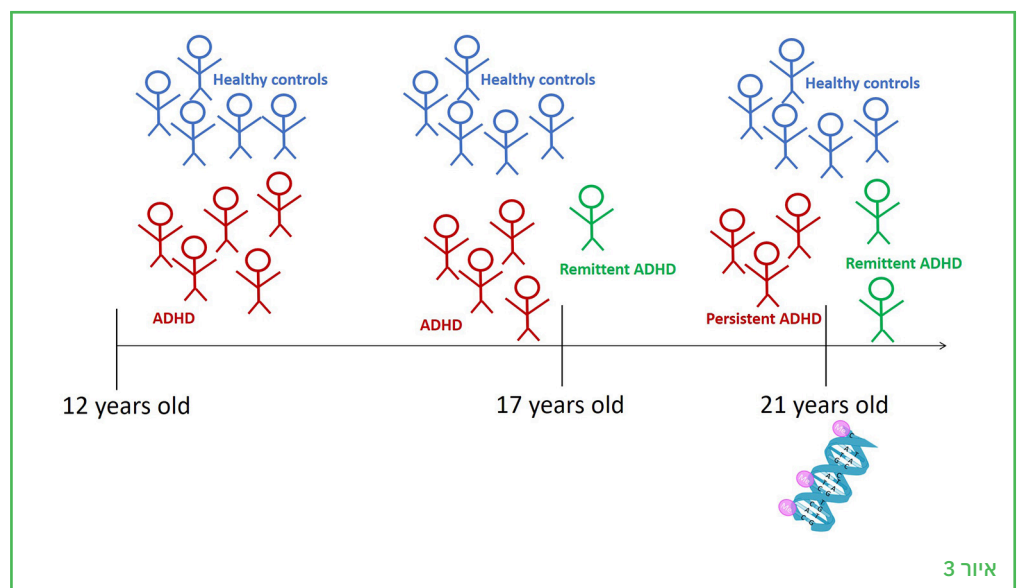 Healthy controls
Healthy controls
Healthy controls
Remittent ADHD
Remittent ADHD
ADHD
ADHD
Persistent ADHD
12 years old
17 years old
21 years old
איור 3